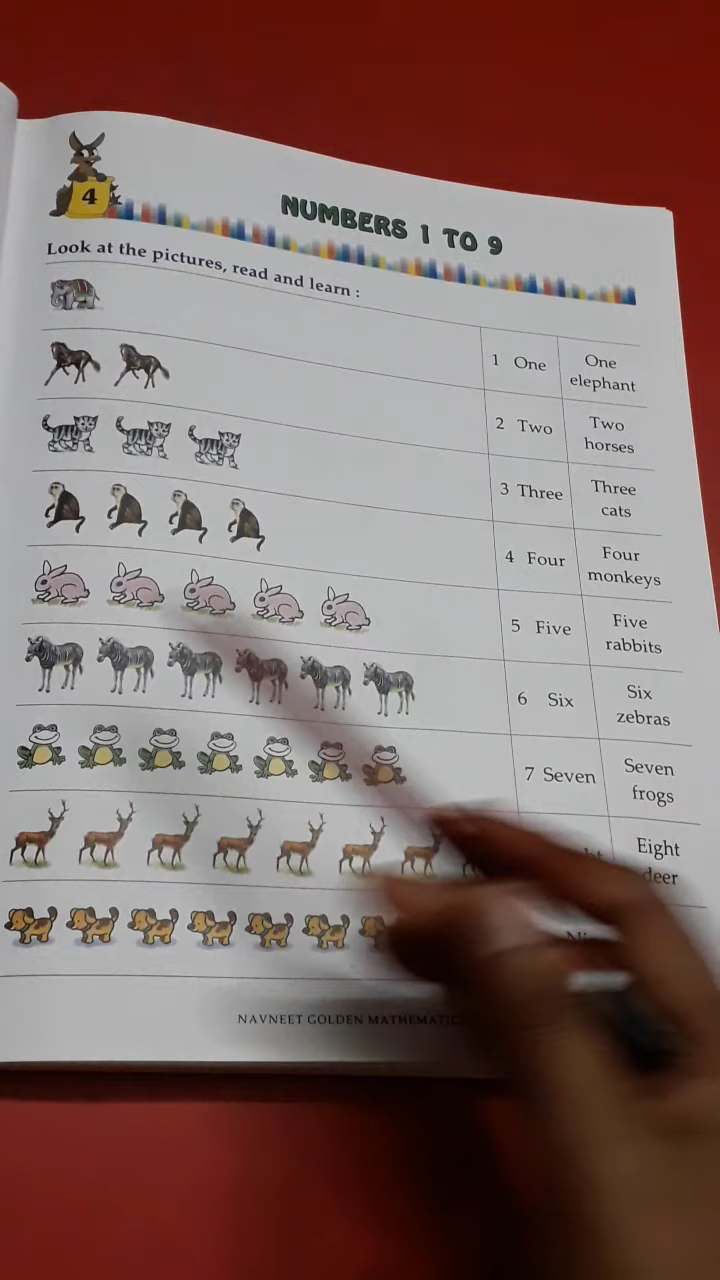 4
NUMBERS 1 TO 9
Look at the pictures, read and learn :
1 One
One
elephant
2 Two
Two
horses
3 Three
Three
cats
4 Four
Four
monkeys
5 Five
Five
rabbits
6 Six
Six
zebras
7 Seven
Seven
frogs
Eight
deer
NAVNEET GOLDEN